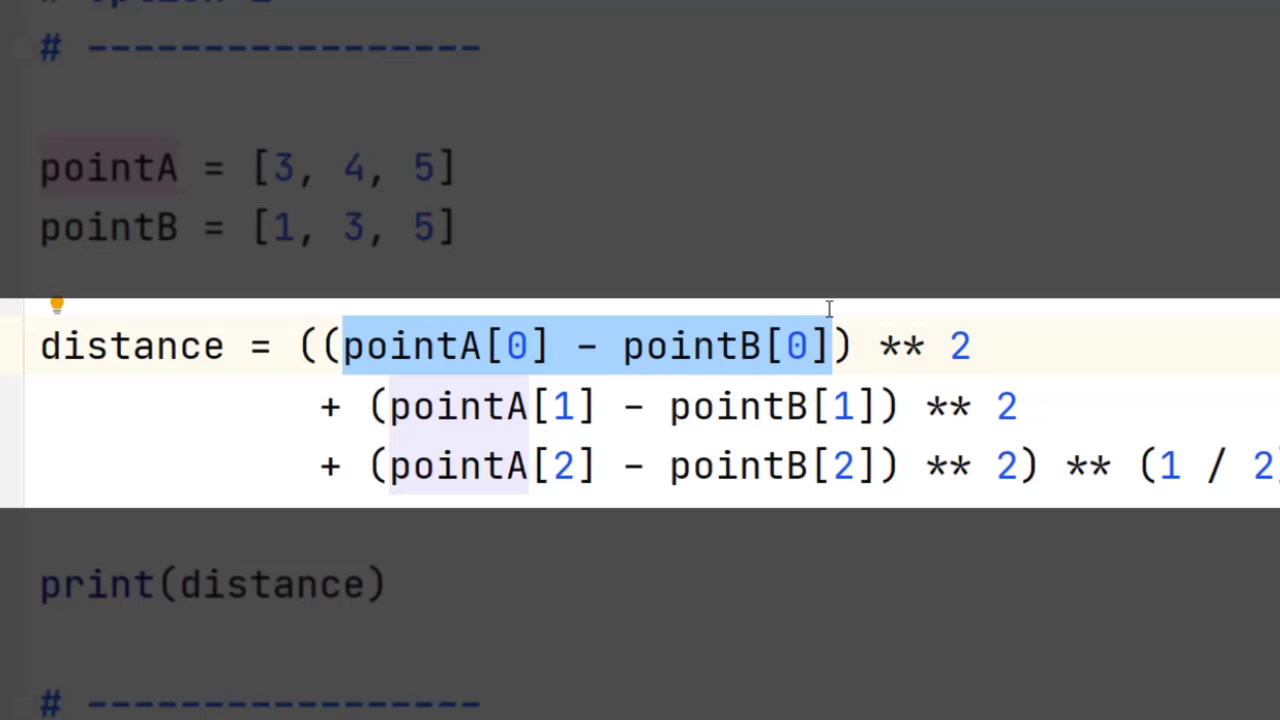 # -----------------
pointA = [3, 4, 5]
pointB = [1, 3, 5]
distance = ((pointA[0] - pointB[0]) ** 2
+ (pointA[1] - pointB[1]) ** 2
+ (pointA[2] - pointB[2]) ** 2) ** (1 / 2
print(distance)
# -----------------